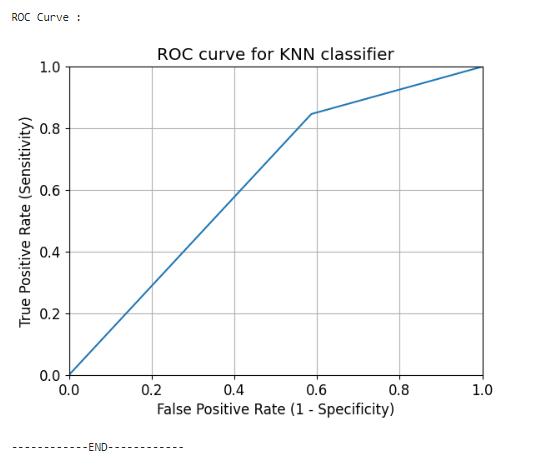 ROC Curve :
ROC curve for KNN classifier
1.0
0.8
0.6
0.4
0.2
0.0
True Positive Rate (Sensitivity)
0.0 0.2 0.4 0.6 0.8 1.0
False Positive Rate (1 - Specificity)
------------END------------